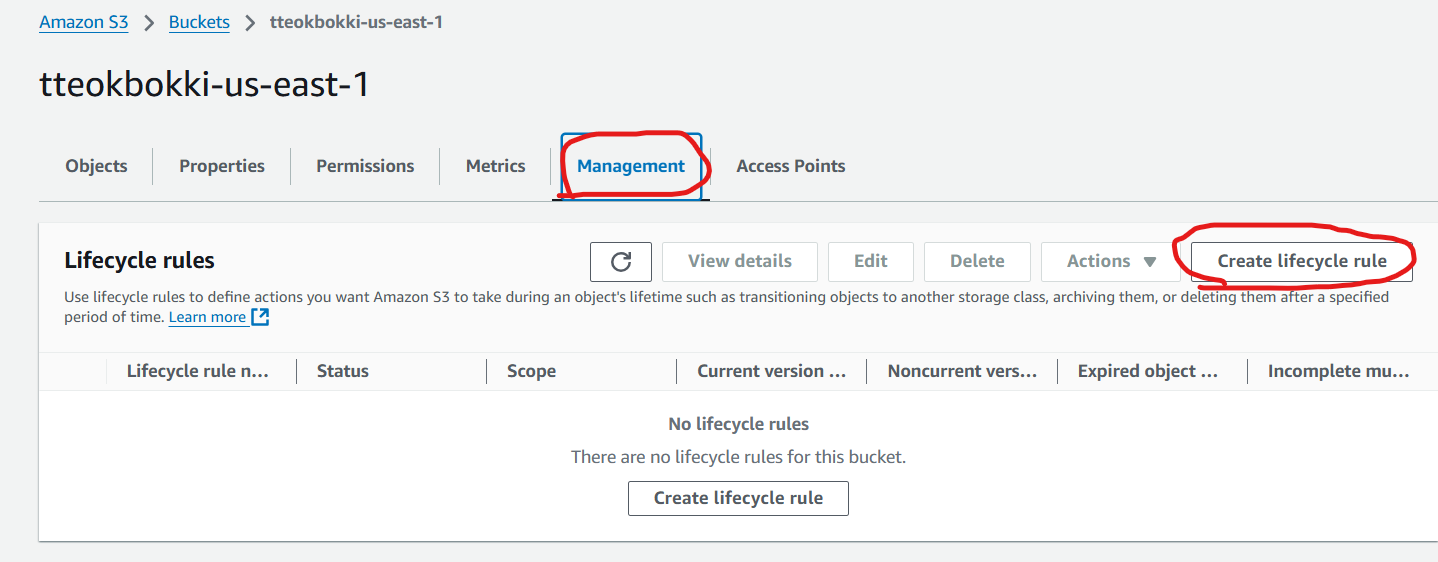 Amazon S3 > Buckets > tteokbokki-us-east-1
tteokbokki-us-east-1
Objects Properties Permissions Metrics Management Access Points
Lifecycle rules View details Edit Delete Actions Create lifecycle rule
Use lifecycle rules to define actions you want Amazon S3 to take during an object's lifetime such as transitioning objects to another storage class, archiving them, or deleting them after a specified
period of time. Learn more
Lifecycle rule n... Status Scope Current version ... Noncurrent vers... Expired object ... Incomplete mu...
No lifecycle rules
There are no lifecycle rules for this bucket.
Create lifecycle rule